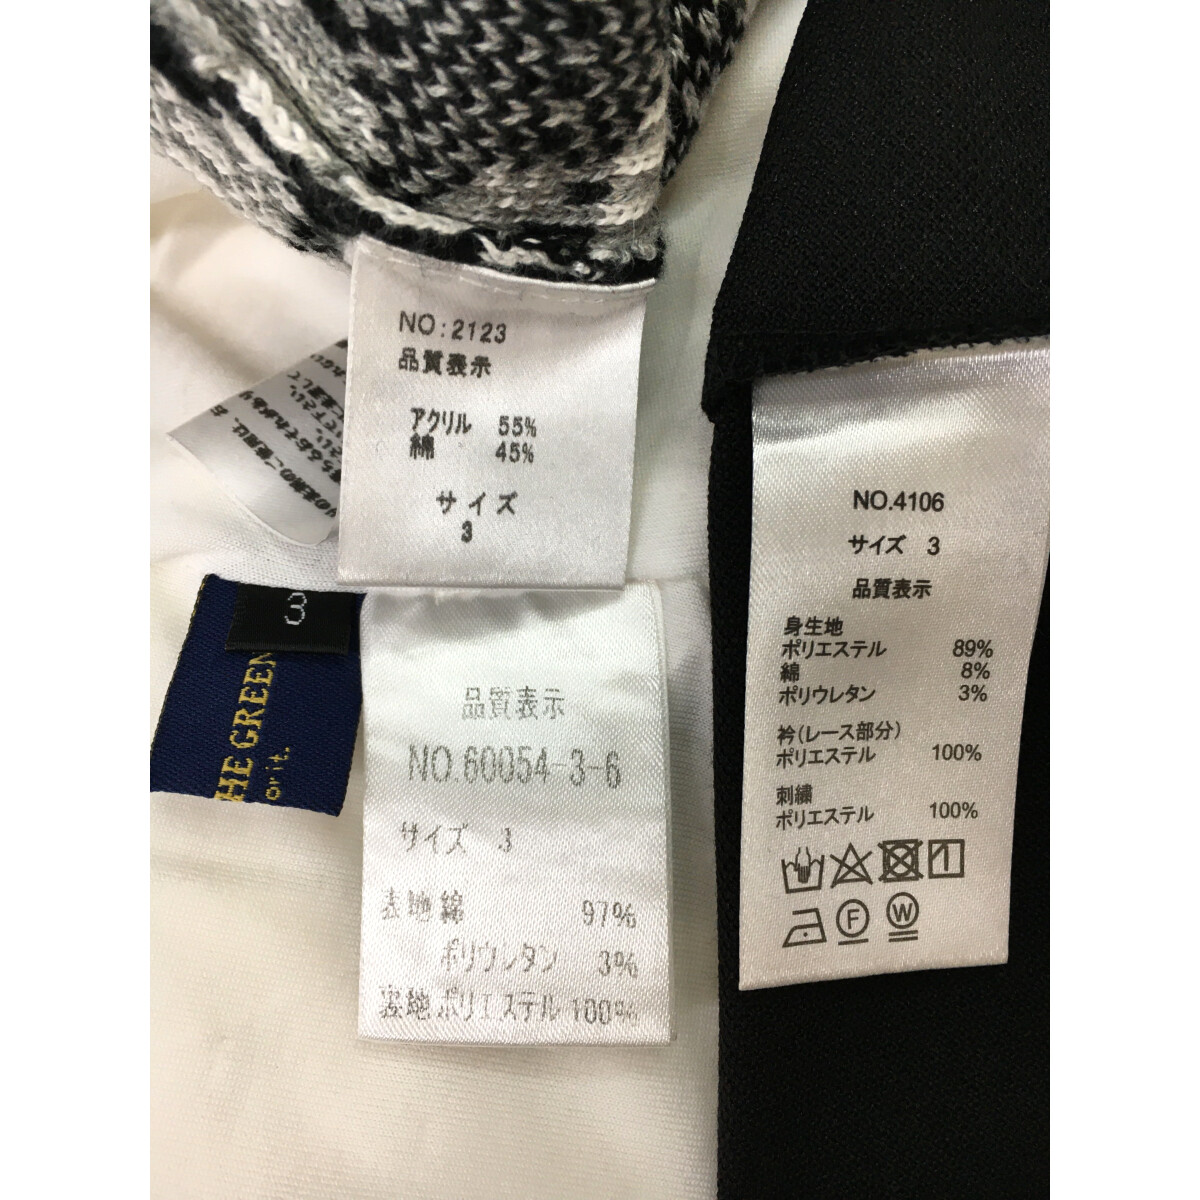 NO:2123
品質表示
アクリル 55%
綿 45%
サイズ
3
3
HE GREEN
orit.
品質表示
NO.60054-3-6
サイズ 3
表地 綿 97%
ポリウレタン 3%
裏地 ポリエステル 100%
NO.4106
サイズ 3
品質表示
身生地
ポリエステル 89%
綿 8%
ポリウレタン 3%
衿(レース部分)
ポリエステル 100%
刺繍
ポリエステル 100%
F
W